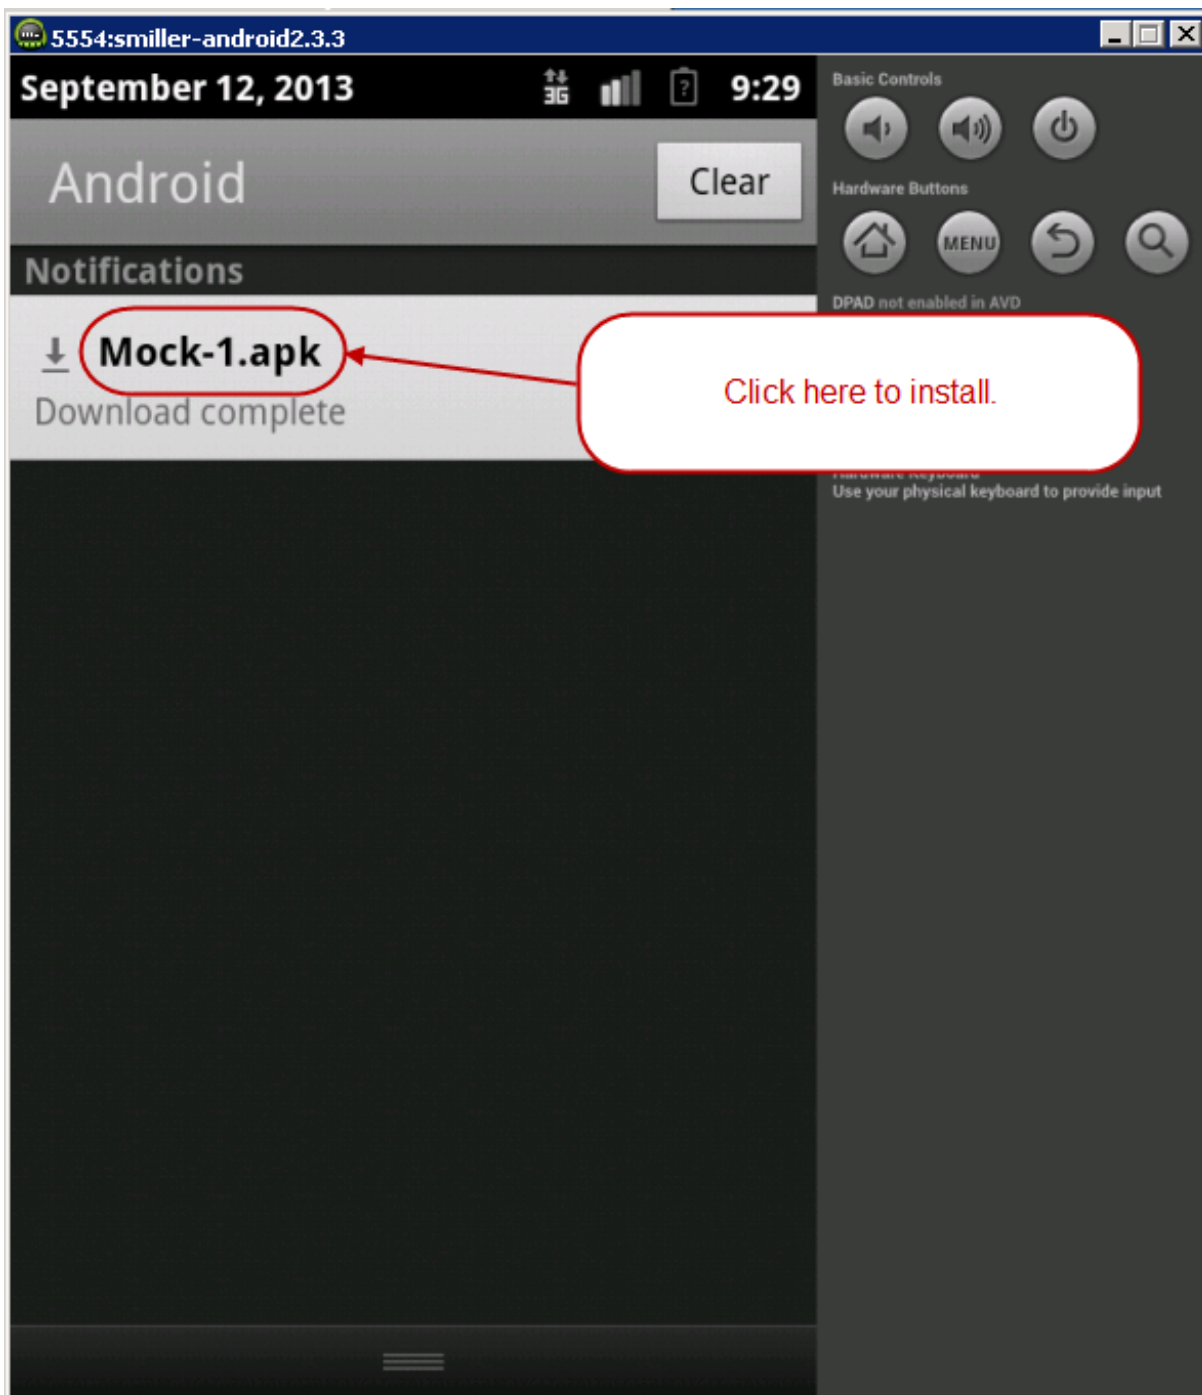 5554:smiller-android2.3.3
September 12, 2013 3G ? 9:29
Android
Clear
Notifications
Mock-1.apk
Download complete
Click here to install.
Basic Controls
Hardware Buttons
MENU
DPAD not enabled in AVD
Hardware Keyboard
Use your physical keyboard to provide input